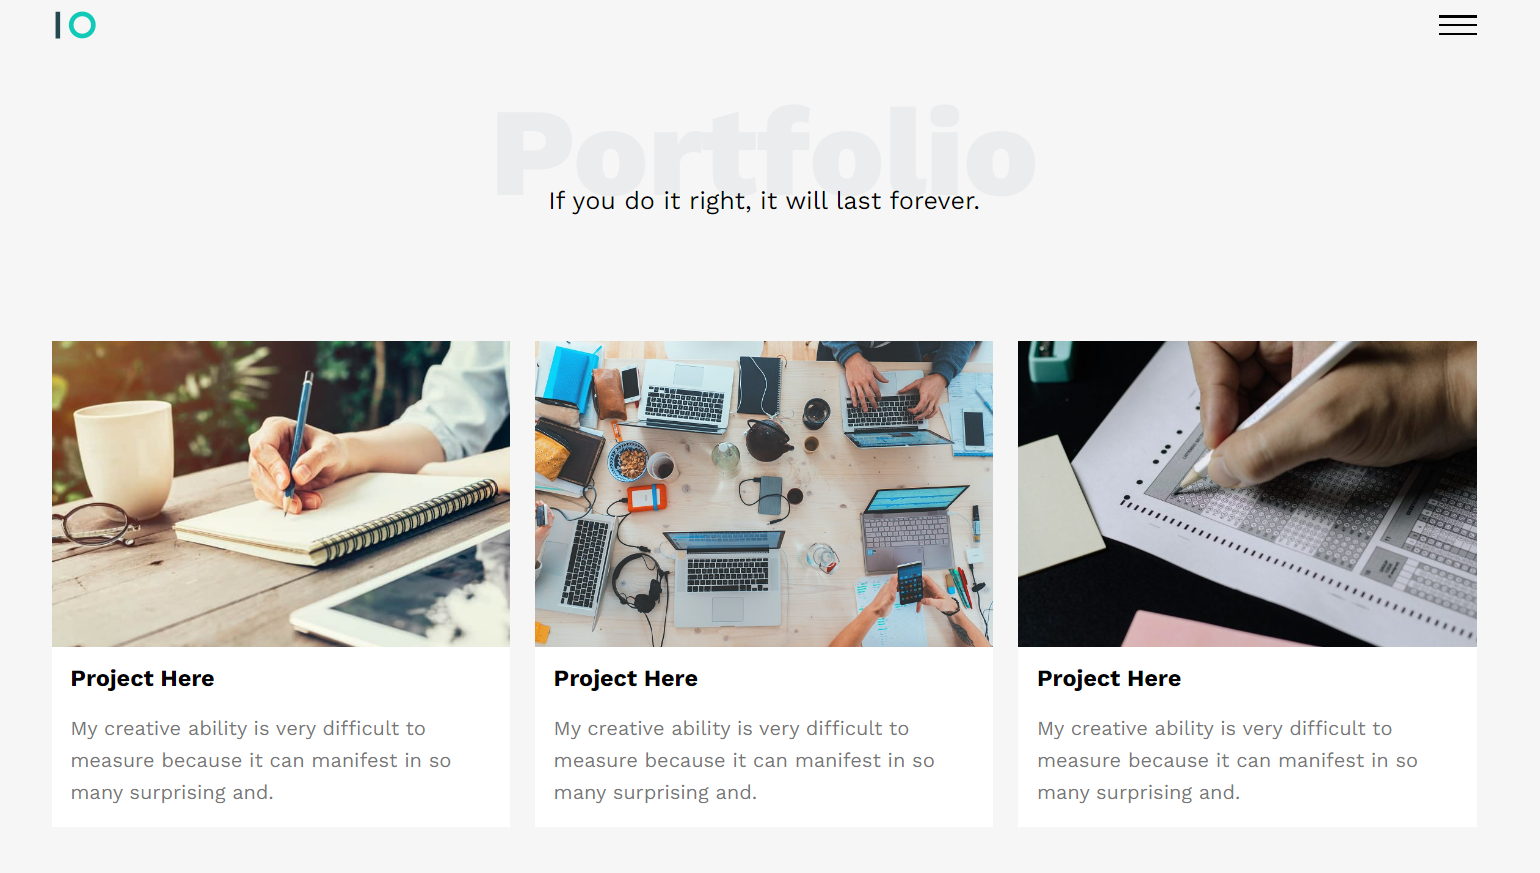 IO
Portfolio
If you do it right, it will last forever.
Project Here
My creative ability is very difficult to
measure because it can manifest in so
many surprising and.
Project Here
My creative ability is very difficult to
measure because it can manifest in so
many surprising and.
Project Here
My creative ability is very difficult to
measure because it can manifest in so
many surprising and.